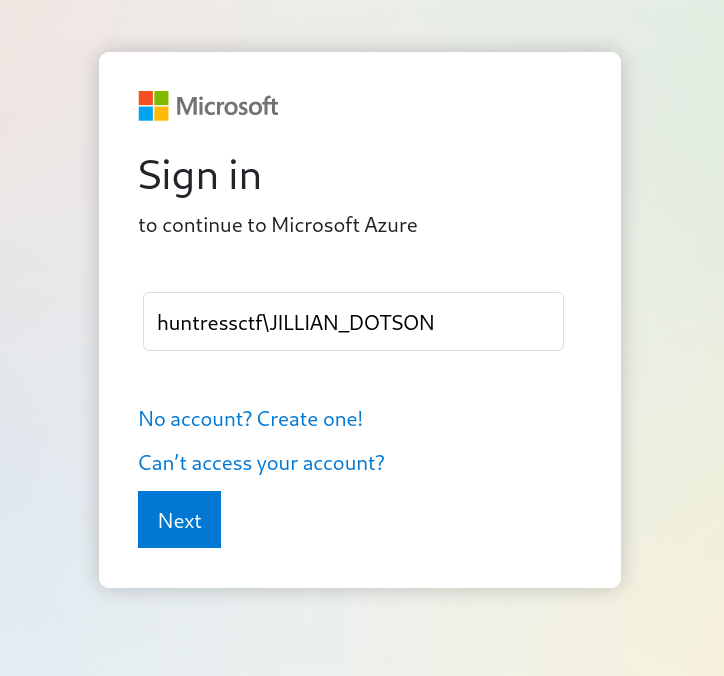 Microsoft
Sign in
to continue to Microsoft Azure
huntressctf\JILLIAN_DOTSON
No account? Create one!
Can’t access your account?
Next